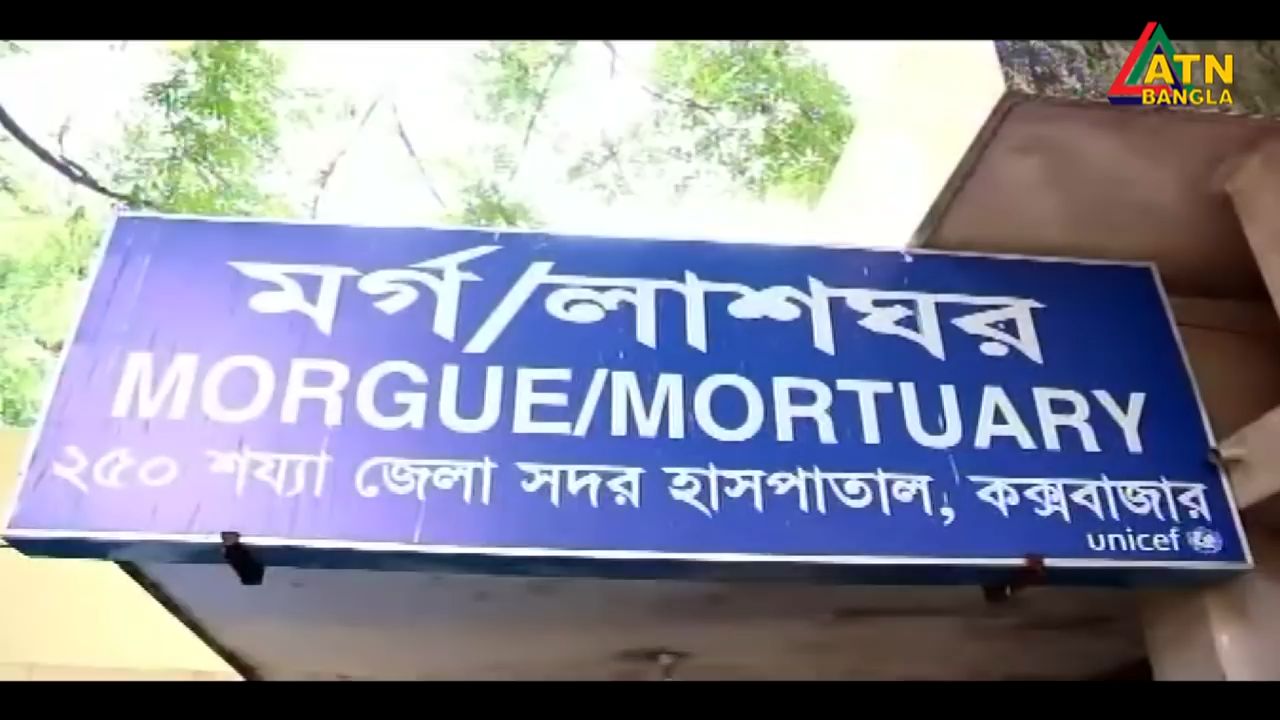 ATN
BANGLA
মর্গ/লাশঘর
MORGUE/MORTUARY
২৫০ শয্যা জেলা সদর হাসপাতাল, কক্সবাজার
unicef